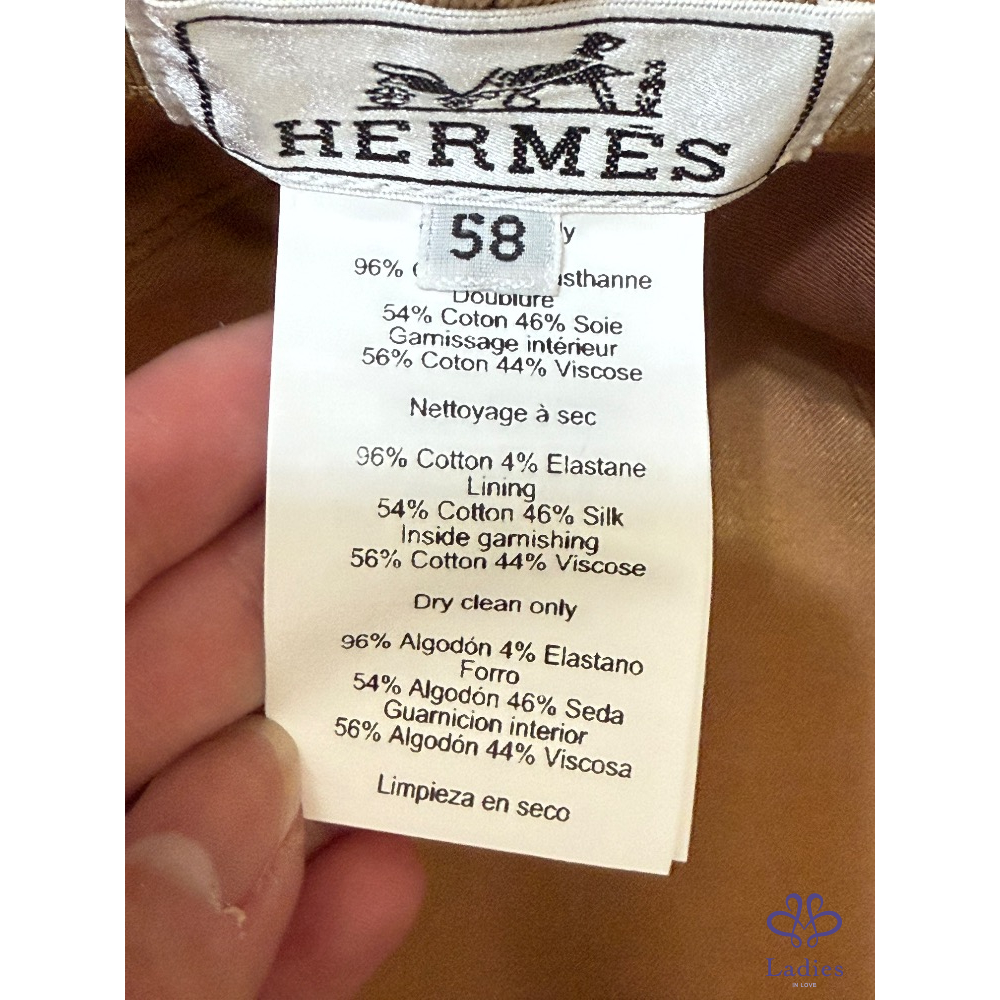 HERMES
58
96%
Doublure
54% Coton 46% Soie
Garnissage intérieur
56% Coton 44% Viscose
Nettoyage à sec
96% Cotton 4% Elastane
Lining
54% Cotton 46% Silk
Inside garnishing
56% Cotton 44% Viscose
Dry clean only
96% Algodón 4% Elastano
Forro
54% Algodón 46% Seda
Guarnicion interior
56% Algodón 44% Viscosa
Limpieza en seco
Ladies
IN LOVE